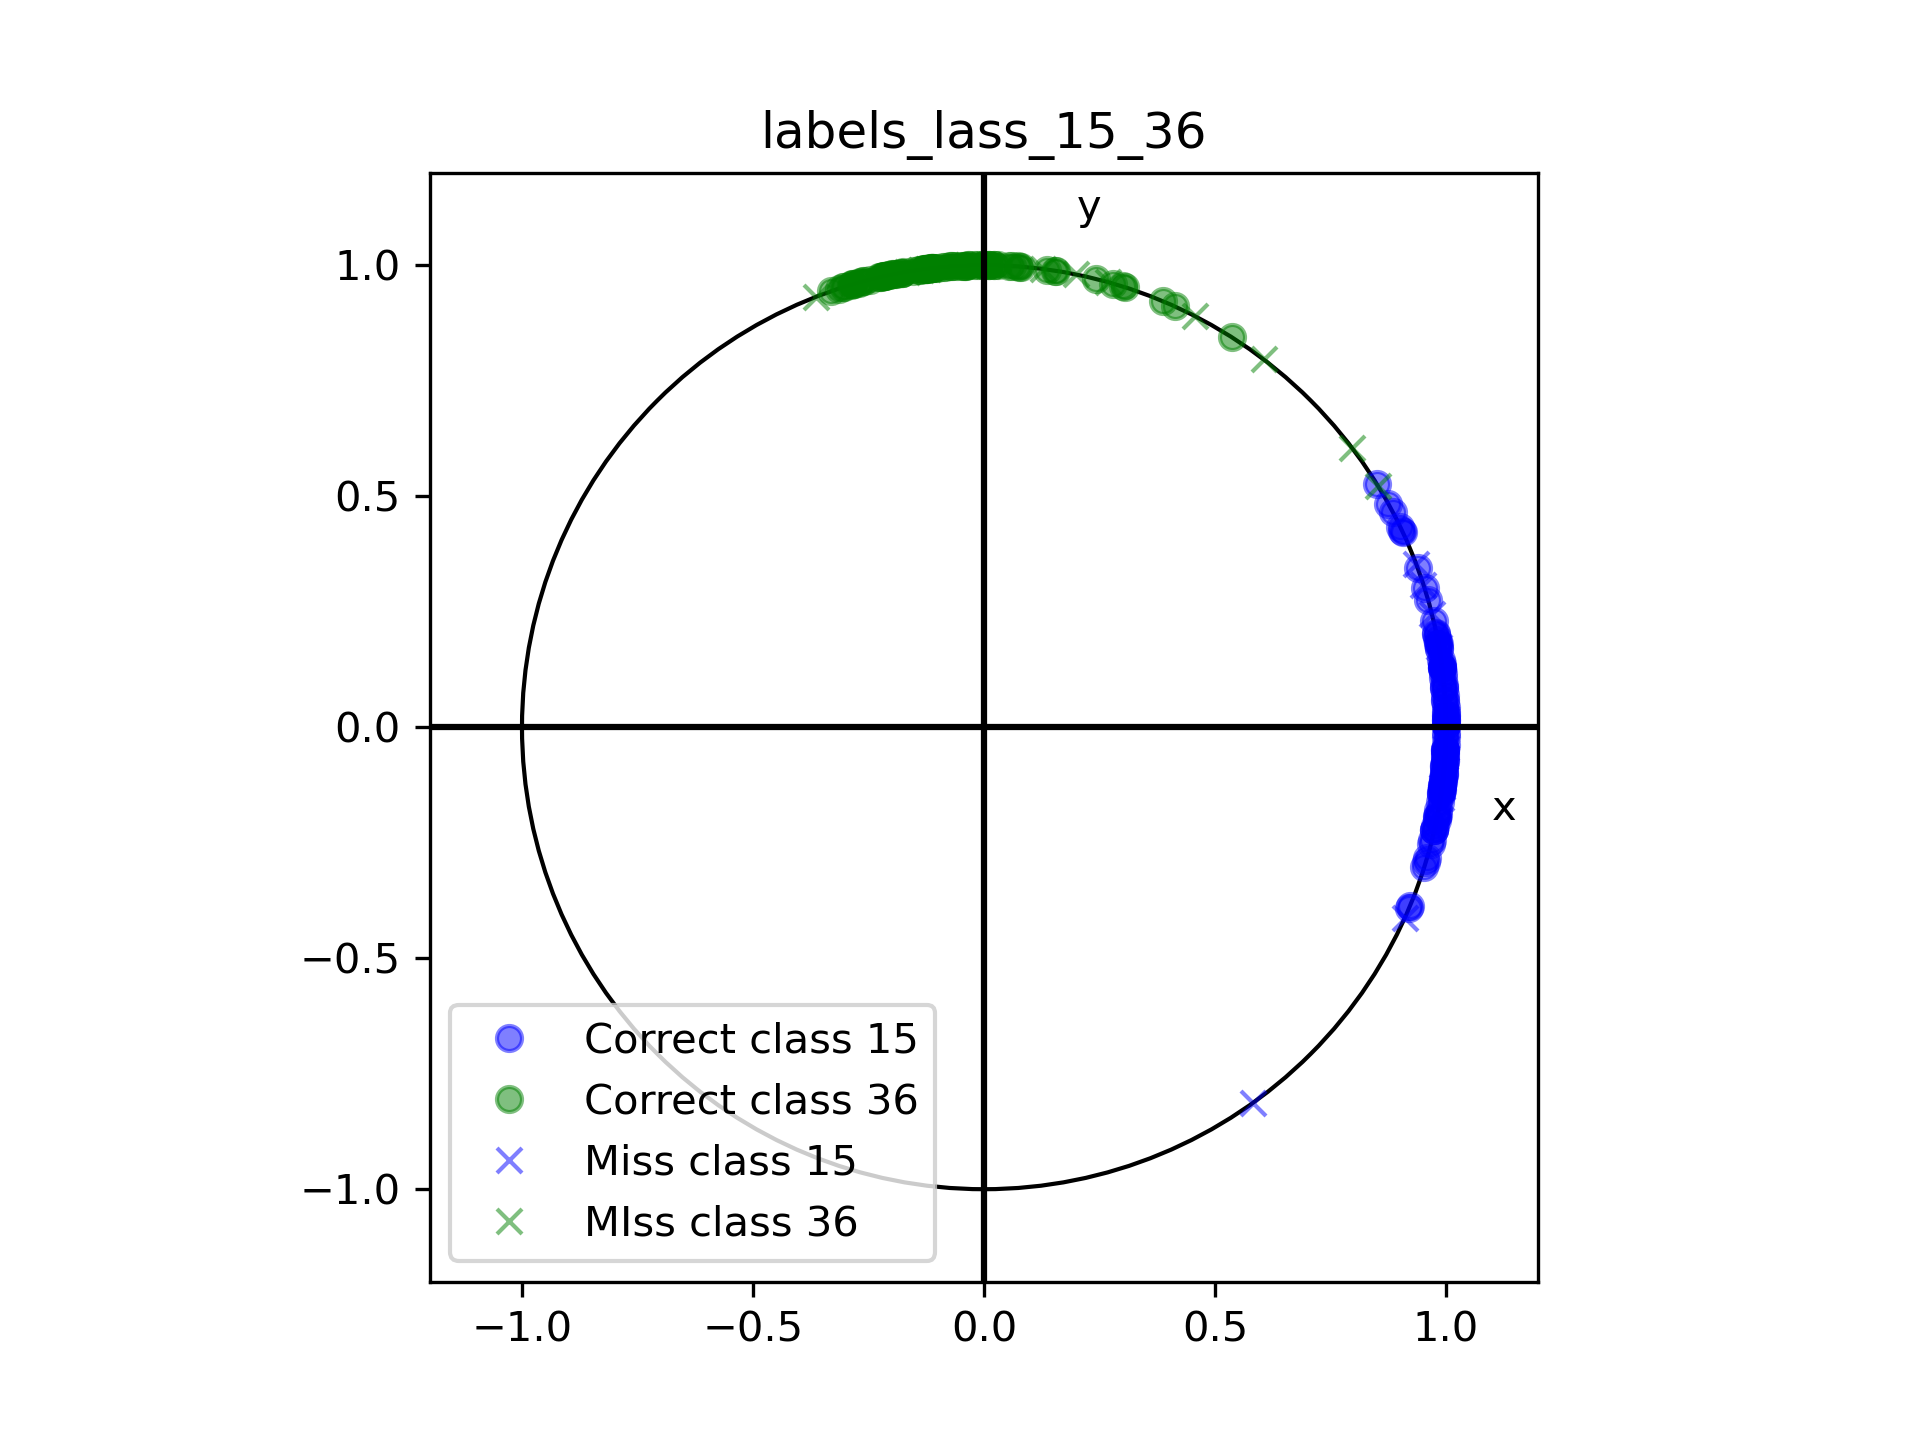 labels_lass_15_36
y
1.0
0.5
0.0
x
−0.5
−1.0
Correct class 15
Correct class 36
Miss class 15
MIss class 36
−1.0 −0.5 0.0 0.5 1.0